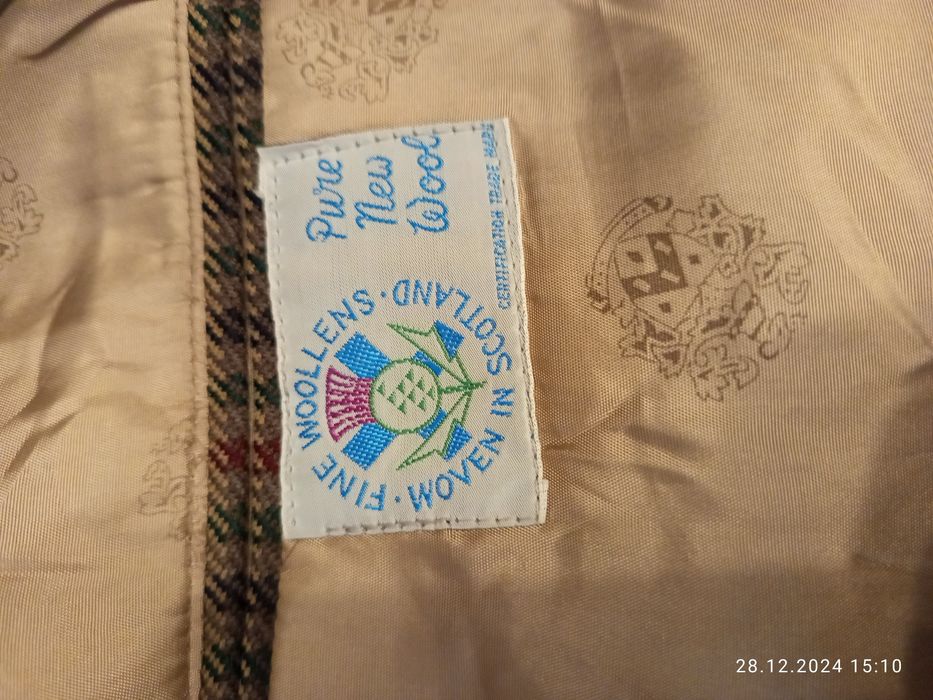 Pure
New
Wool
CERTIFICATION TRADE MARK
FINE WOOLLENS · WOVEN IN SCOTLAND ·
28.12.2024 15:10